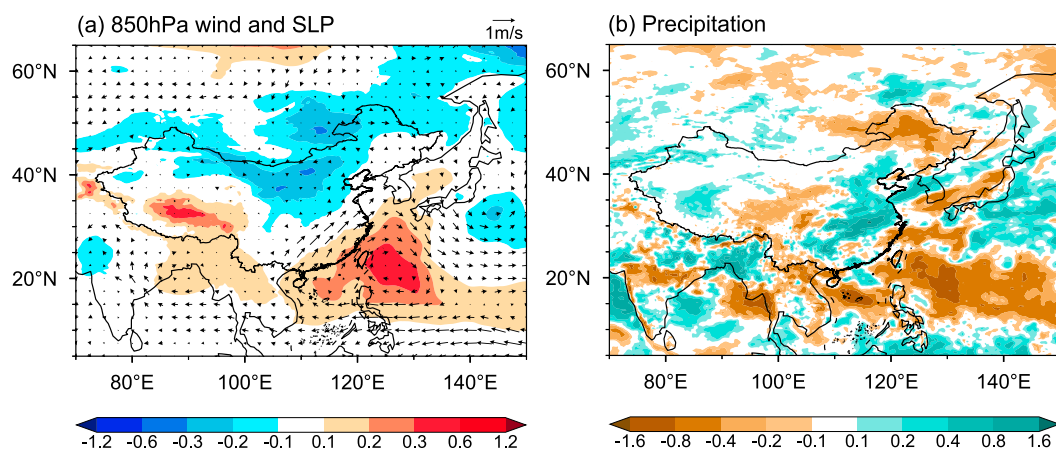 (a) 850hPa wind and SLP
1m/s
60°N
40°N
20°N
80°E 100°E 120°E 140°E
-1.2 -0.6 -0.3 -0.2 -0.1 0.1 0.2 0.3 0.6 1.2
(b) Precipitation
60°N
40°N
20°N
80°E 100°E 120°E 140°E
-1.6 -0.8 -0.4 -0.2 -0.1 0.1 0.2 0.4 0.8 1.6